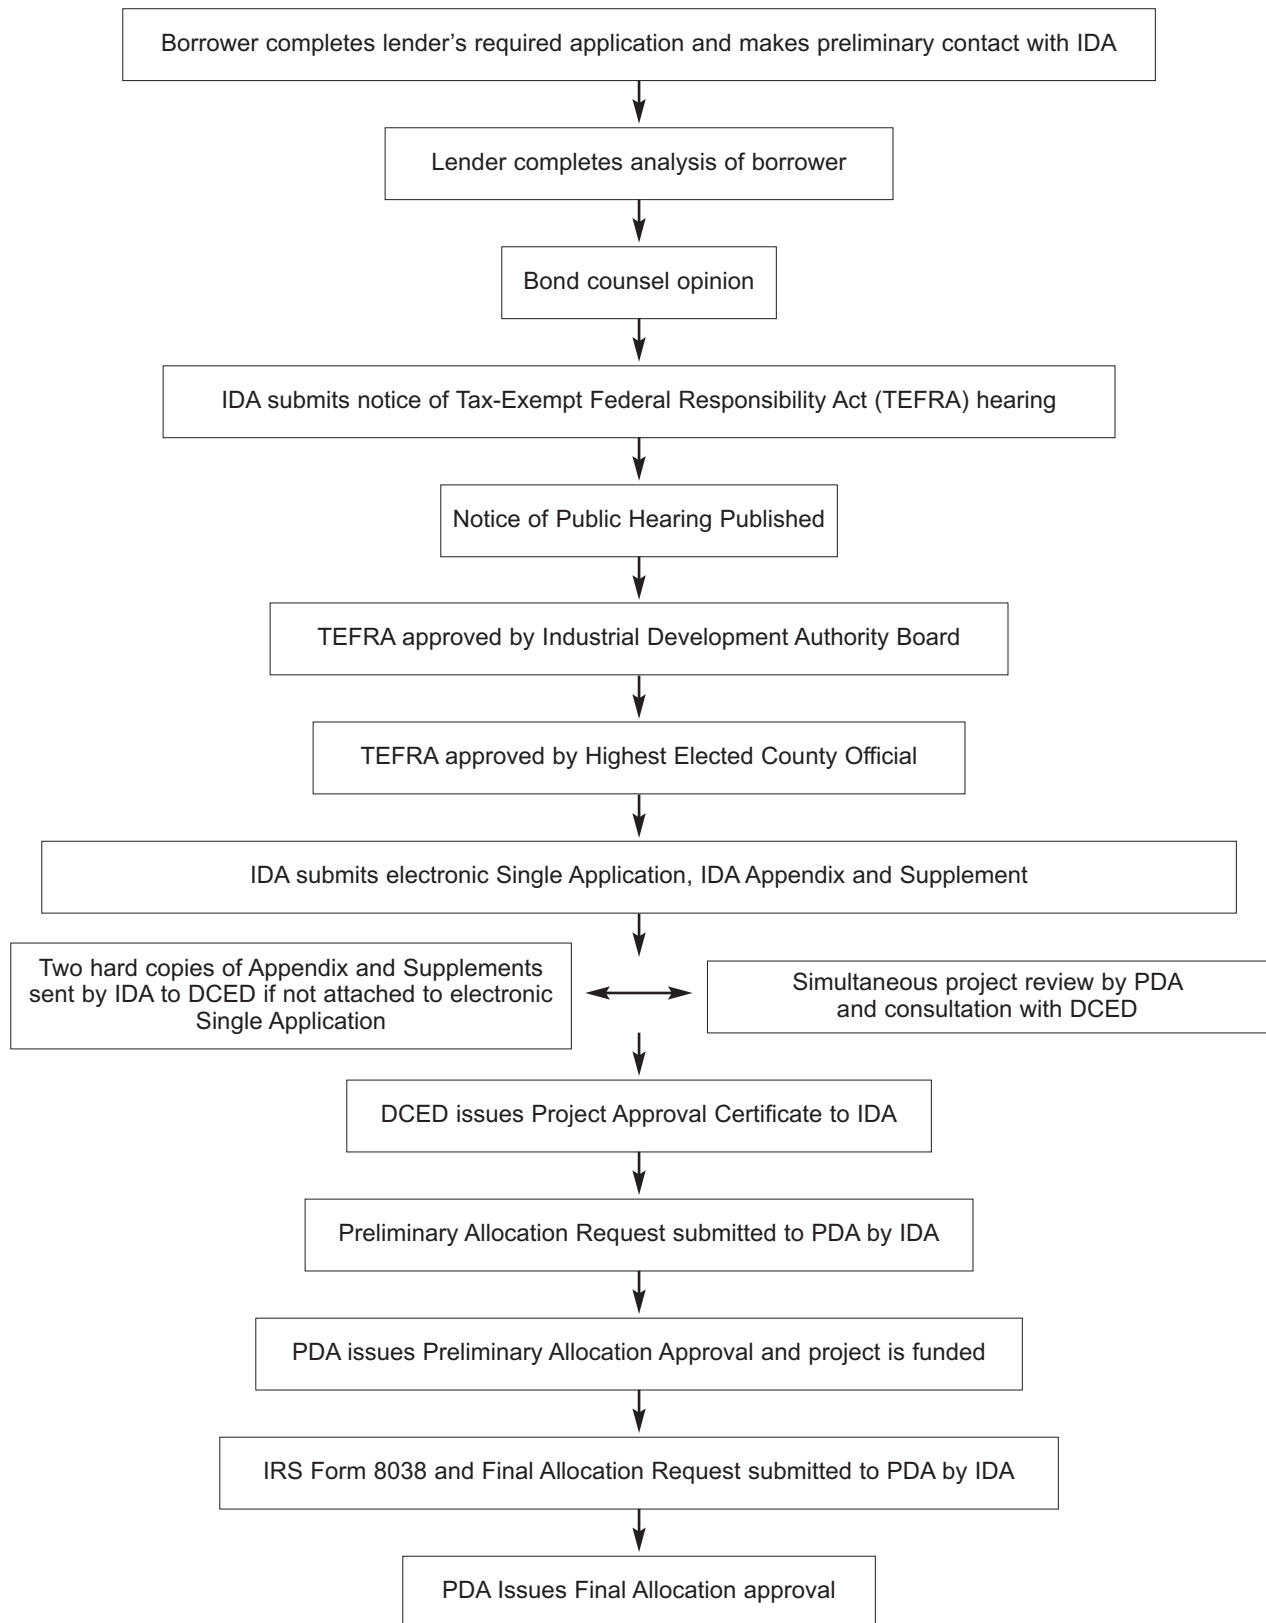 Borrower completes lender’s required application and makes preliminary contact with IDA
Lender completes analysis of borrower
Bond counsel opinion
IDA submits notice of Tax-Exempt Federal Responsibility Act (TEFRA) hearing
Notice of Public Hearing Published
TEFRA approved by Industrial Development Authority Board
TEFRA approved by Highest Elected County Official
IDA submits electronic Single Application, IDA Appendix and Supplement
Two hard copies of Appendix and Supplements
sent by IDA to DCED if not attached to electronic
Single Application
Simultaneous project review by PDA
and consultation with DCED
DCED issues Project Approval Certificate to IDA
Preliminary Allocation Request submitted to PDA by IDA
PDA issues Preliminary Allocation Approval and project is funded
IRS Form 8038 and Final Allocation Request submitted to PDA by IDA
PDA Issues Final Allocation approval